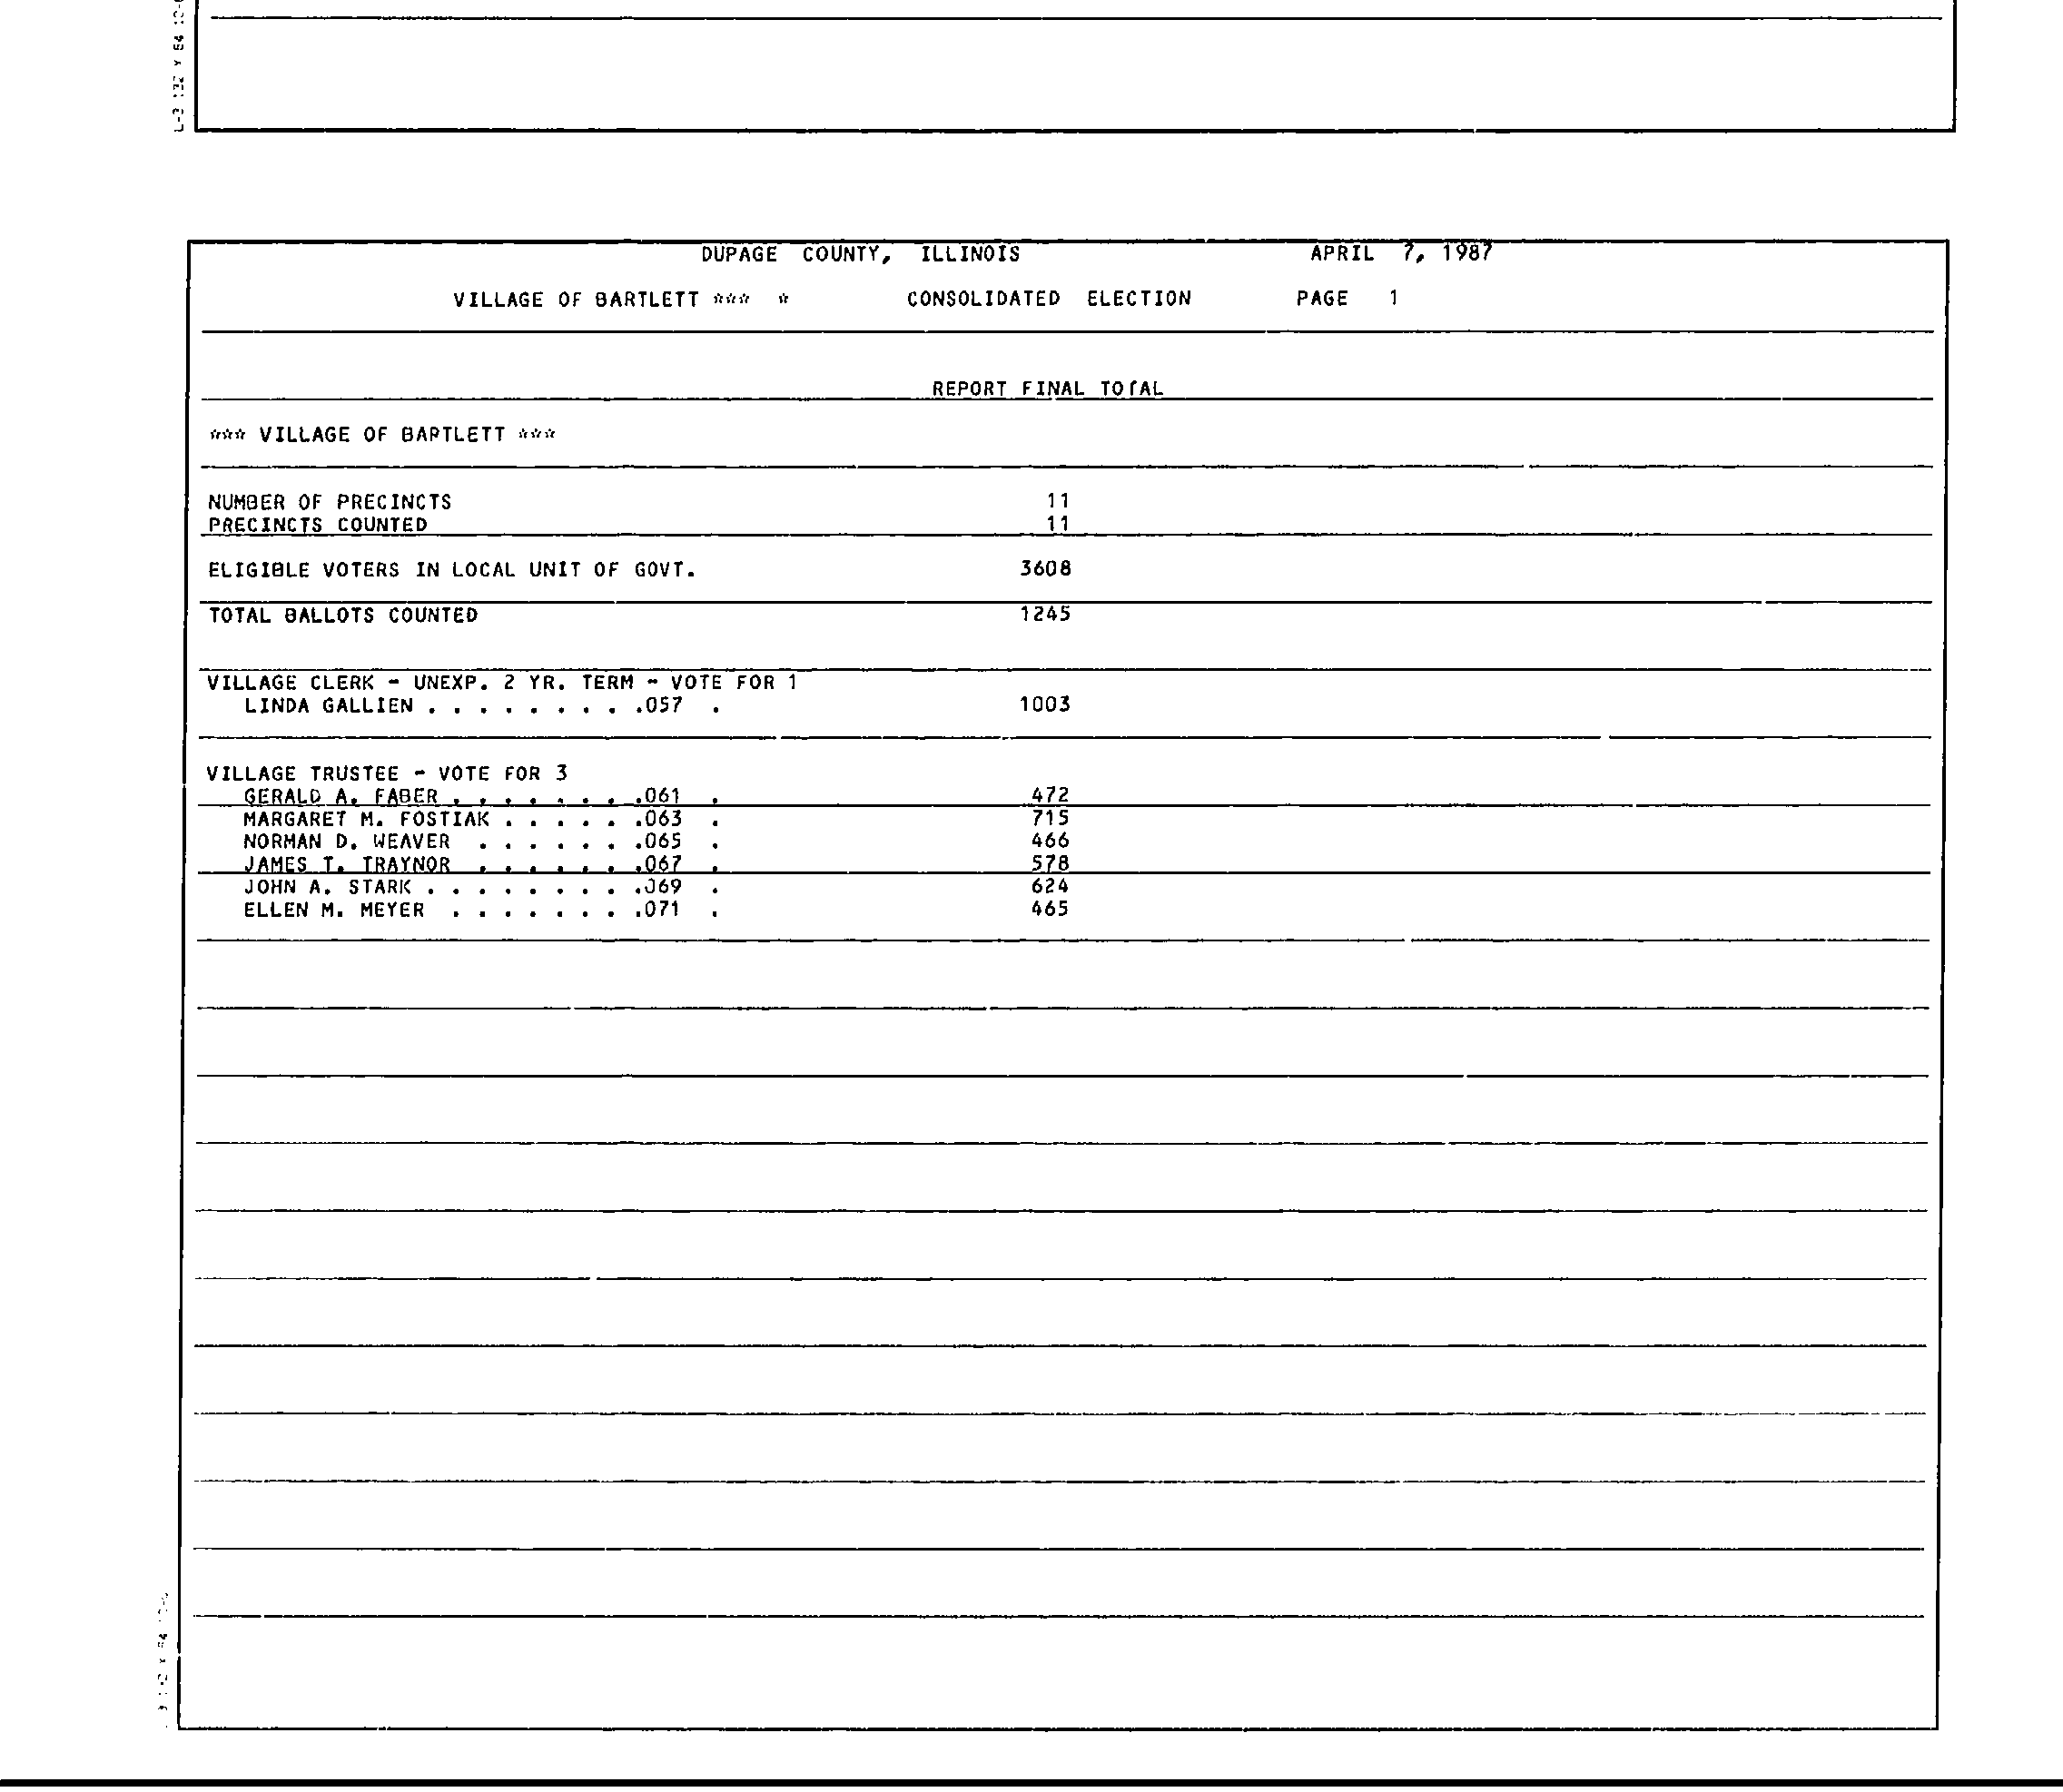 L-3 132 Y 54 10-
DUPAGE COUNTY, ILLINOIS APRIL 7, 1987
VILLAGE OF BARTLETT *** * CONSOLIDATED ELECTION PAGE 1
REPORT FINAL TOTAL
*** VILLAGE OF BARTLETT ***
NUMBER OF PRECINCTS 11
PRECINCTS COUNTED 11
ELIGIBLE VOTERS IN LOCAL UNIT OF GOVT. 3608
TOTAL BALLOTS COUNTED 1245
VILLAGE CLERK - UNEXP. 2 YR. TERM - VOTE FOR 1
LINDA GALLIEN . . . . . . . . .057 . 1003
VILLAGE TRUSTEE - VOTE FOR 3
GERALD A. FABER . . . . . . . .061 . 472
MARGARET M. FOSTIAK . . . . . .063 . 715
NORMAN D. WEAVER . . . . . . .065 . 466
JAMES T. TRAYNOR . . . . . . .067 . 578
JOHN A. STARK . . . . . . . . .069 . 624
ELLEN M. MEYER . . . . . . . .071 . 465